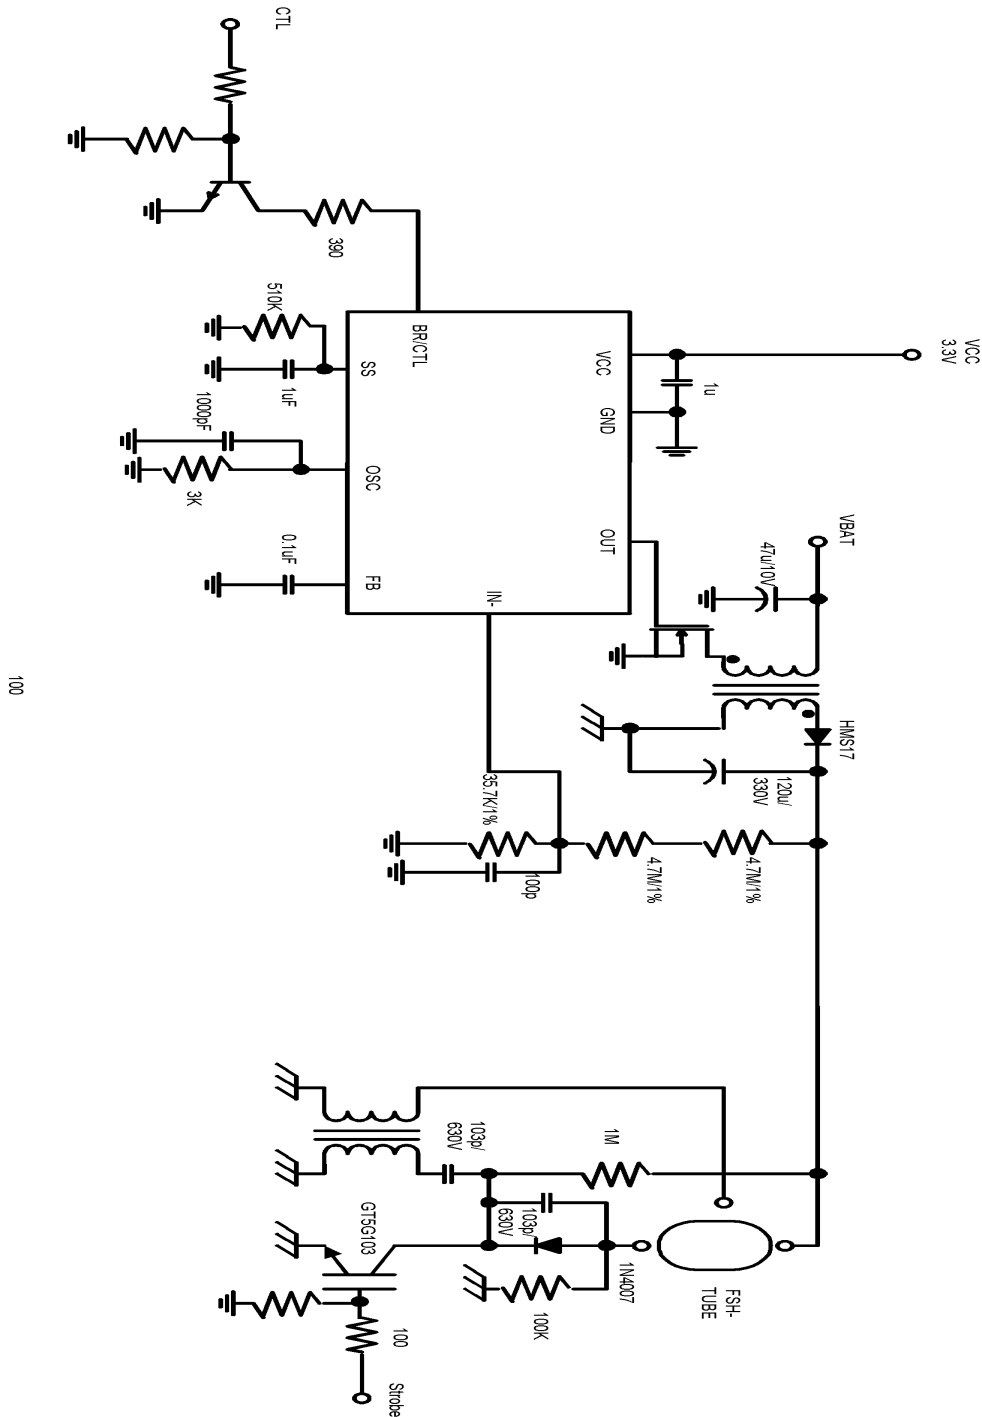 CTL
390
510K
1uF
1000pF
3K
0.1uF
BR/CTL
SS
OSC
FB
VCC
GND
OUT
IN-
1u
VCC
3.3V
VBAT
47u/10V
HMS17
120u/
330V
35.7K/1%
100p
4.7M/1%
4.7M/1%
103p/
630V
1M
103p/
630V
GT5G103
1N4007
100K
FSH-
TUBE
100
Strobe
100